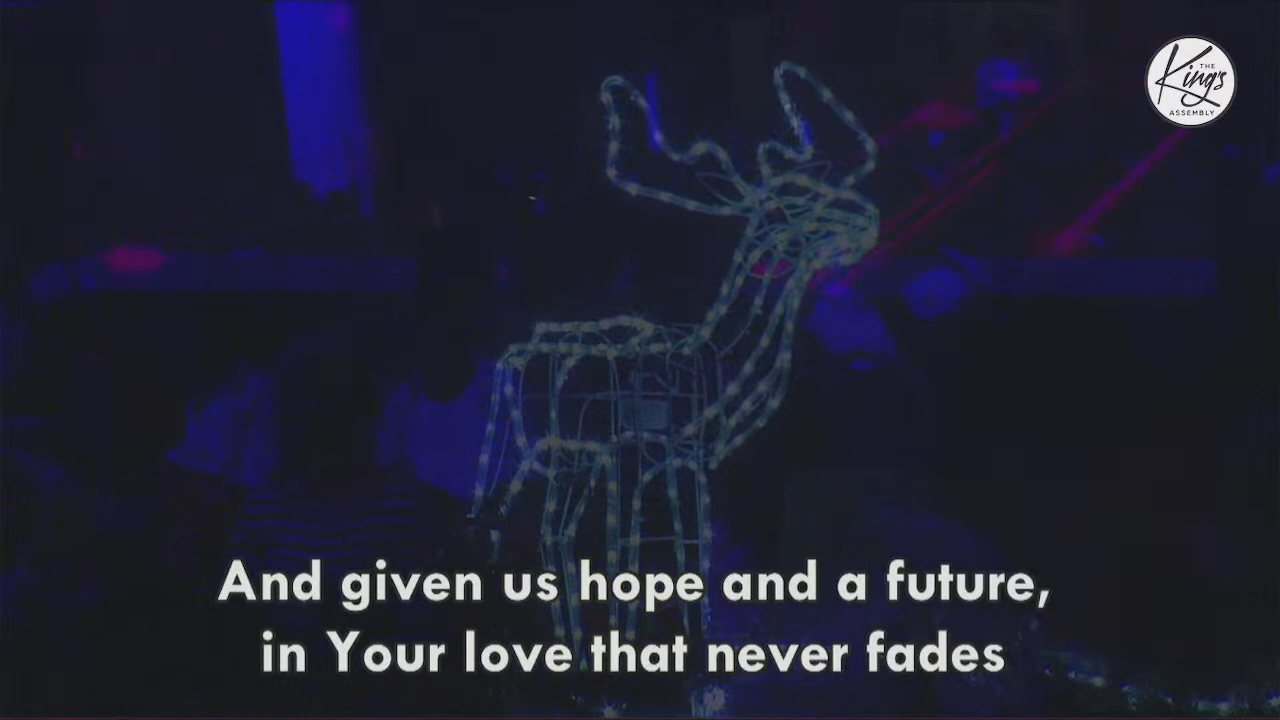 THE
King's
ASSEMBLY
And given us hope and a future,
in Your love that never fades